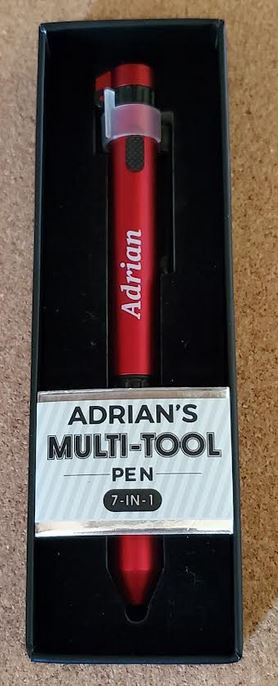 Adrian
ADRIAN'S
MULTI-TOOL
PEN
7-IN-1